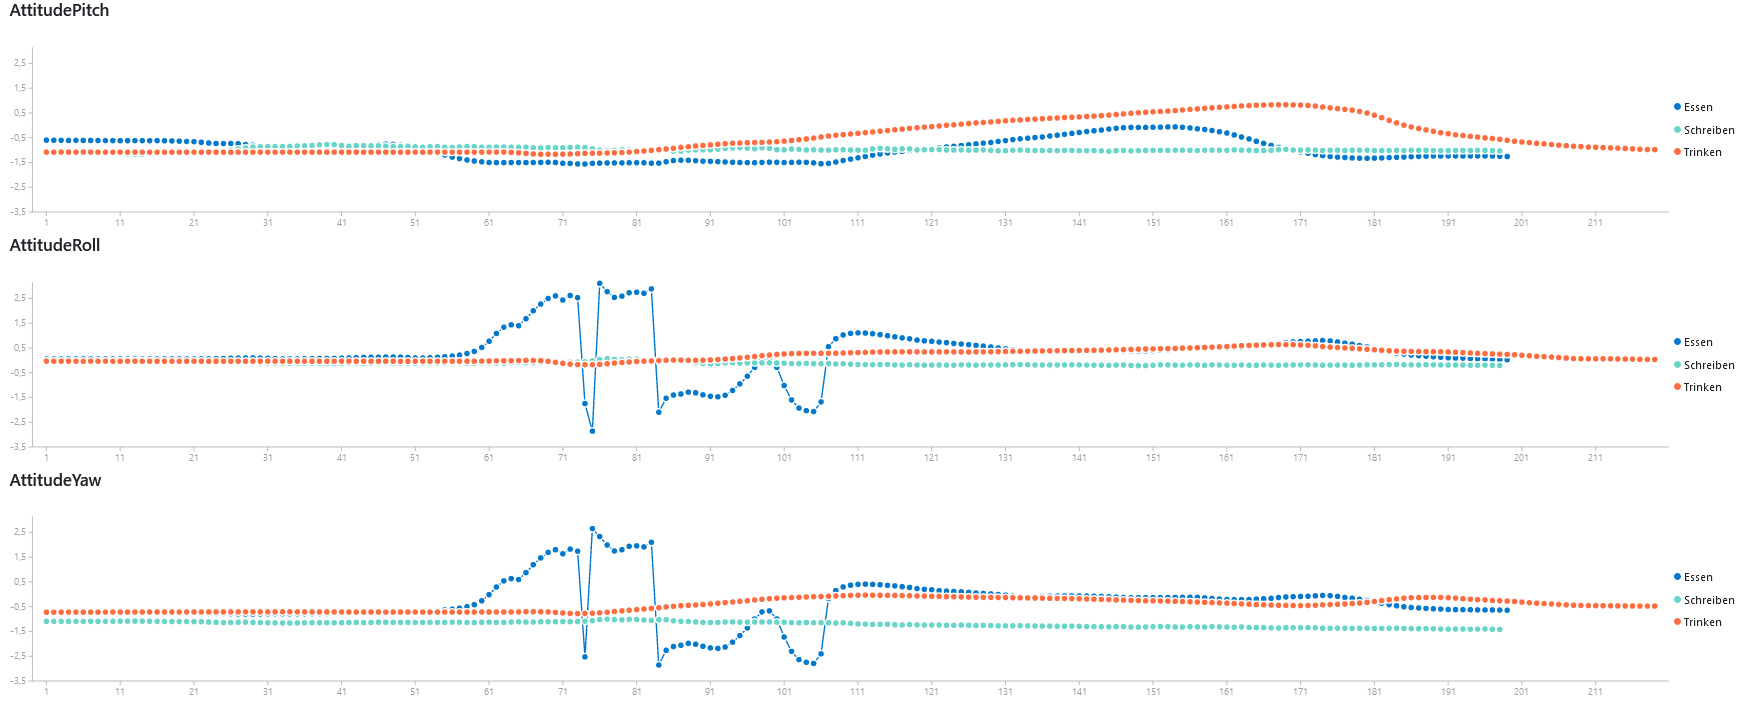 AttitudePitch
2,5
1,5
0,5
-0,5
-1,5
-2,5
-3,5
1 11 21 31 41 51 61 71 81 91 101 111 121 131 141 151 161 171 181 191 201 211
Essen
Schreiben
Trinken
AttitudeRoll
2,5
1,5
0,5
-0,5
-1,5
-2,5
-3,5
1 11 21 31 41 51 61 71 81 91 101 111 121 131 141 151 161 171 181 191 201 211
Essen
Schreiben
Trinken
AttitudeYaw
2,5
1,5
0,5
-0,5
-1,5
-2,5
-3,5
1 11 21 31 41 51 61 71 81 91 101 111 121 131 141 151 161 171 181 191 201 211
Essen
Schreiben
Trinken